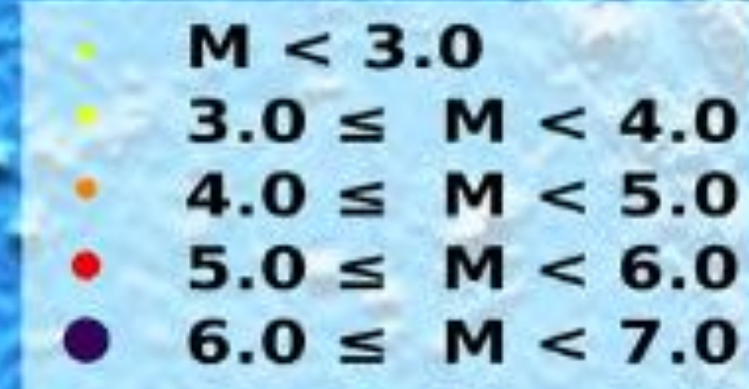 M < 3.0
3.0 ≤ M < 4.0
4.0 ≤ M < 5.0
5.0 ≤ M < 6.0
6.0 ≤ M < 7.0